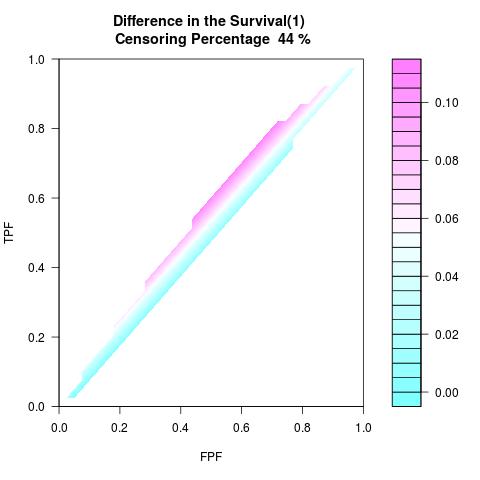 Difference in the Survival(1)
Censoring Percentage  44 %
TPF
1.0
0.8
0.6
0.4
0.2
0.0
0.0 0.2 0.4 0.6 0.8 1.0
FPF
0.10
0.08
0.06
0.04
0.02
0.00